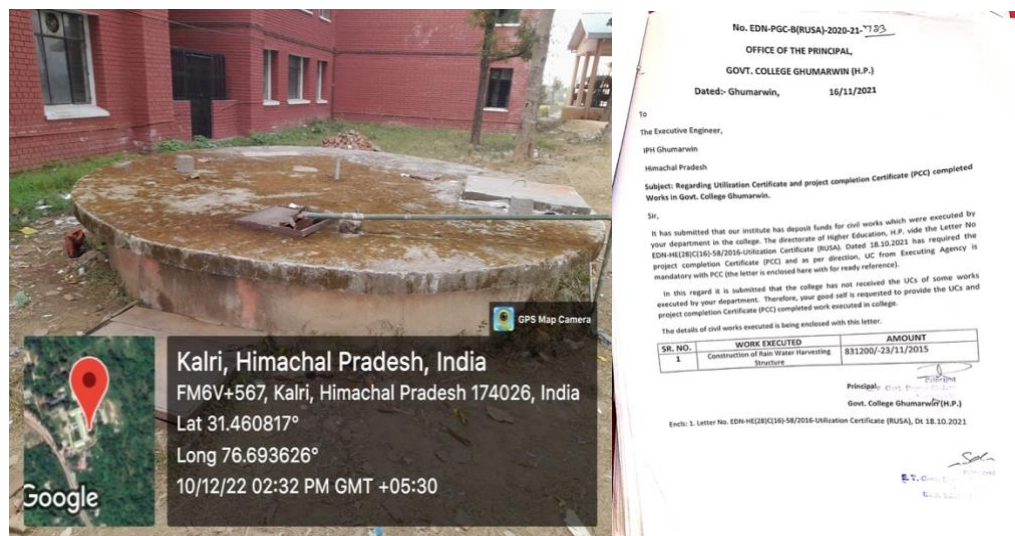 GPS Map Camera
Kalri, Himachal Pradesh, India
FM6V+567, Kalri, Himachal Pradesh 174026, India
Lat 31.460817°
Long 76.693626°
10/12/22 02:32 PM GMT +05:30
Google
No. EDN-PGC-B(RUSA)-2020-21-
OFFICE OF THE PRINCIPAL,
GOVT. COLLEGE GHUMARWIN (H.P.)
Dated:- Ghumarwin, 16/11/2021
To
The Executive Engineer,
IPH Ghumarwin
Himachal Pradesh
Subject: Regarding Utilization Certificate and project completion Certificate (PCC) completed
Works in Govt. College Ghumarwin.
Sir,
It has submitted that our institute has deposit funds for civil works which were executed by
your department in the college. The directorate of Higher Education, H.P. vide the Letter No
EDN-HE(28)C(16)-58/2016-Utilization Certificate (RUSA). Dated 18.10.2021 has required the
project completion Certificate (PCC) and as per direction, UC from Executing Agency is
mandatory with PCC (the letter is enclosed here with for ready reference).
In this regard it is submitted that the college has not received the UCs of some works
executed by your department. Therefore, your good self is requested to provide the UCs and
project completion Certificate (PCC) completed work executed in college.
The details of civil works executed is being enclosed with this letter.
SR. NO. WORK EXECUTED AMOUNT
1 Construction of Rain Water Harvesting Structure 831200/-23/11/2015
Principal
Govt. College Ghumarwin (H.P.)
Encls: 1. Letter No. EDN-HE(28)C(16)-58/2016-Utilization Certificate (RUSA), Dt 18.10.2021